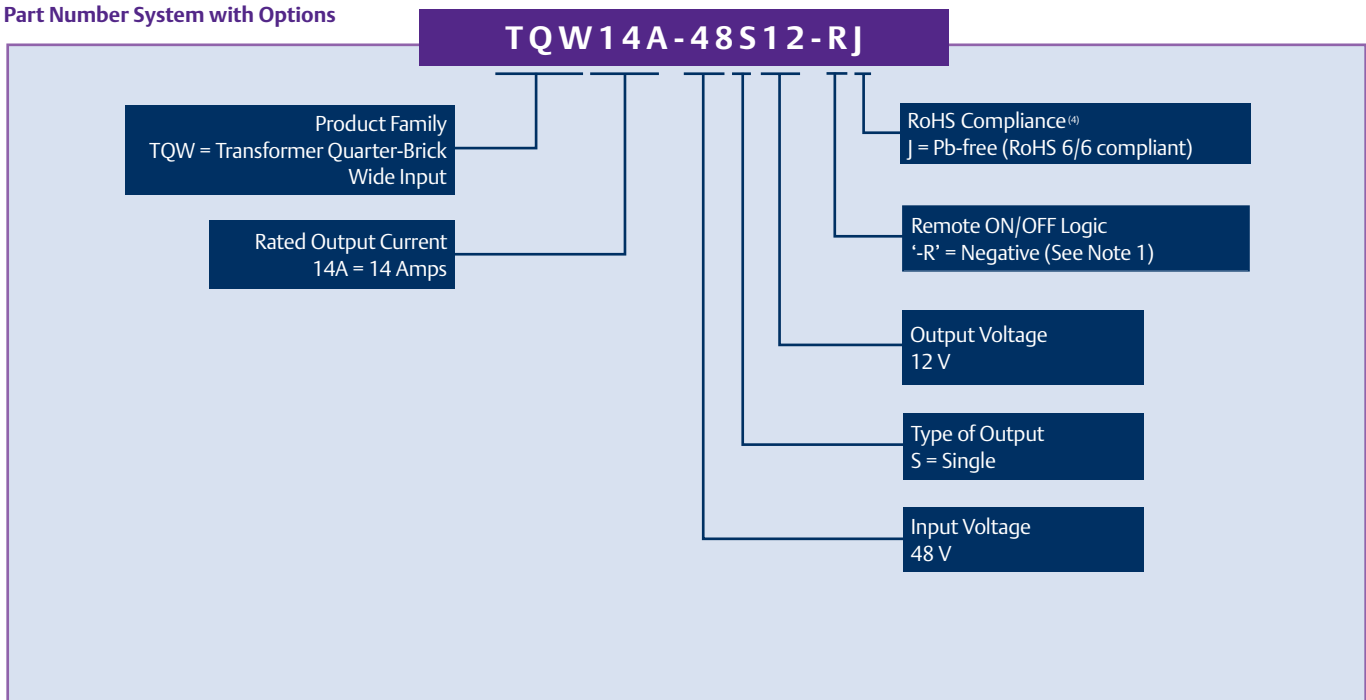 Part Number System with Options
TQW14A-48S12-RJ
Product Family
TQW = Transformer Quarter-Brick
Wide Input
Rated Output Current
14A = 14 Amps
RoHS Compliance (4)
J = Pb-free (RoHS 6/6 compliant)
Remote ON/OFF Logic
‘-R’ = Negative (See Note 1)
Output Voltage
12 V
Type of Output
S = Single
Input Voltage
48 V